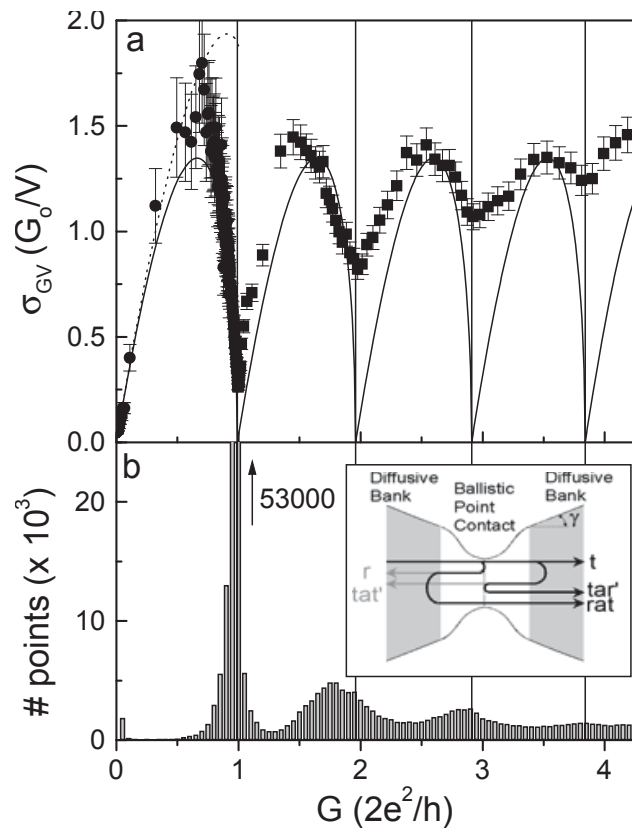 a
2.0
1.5
1.0
0.5
0.0
σGV (Go/V)
b
53000
20
10
0
# points (x 10³)
Diffusive Bank
Ballistic Point Contact
Diffusive Bank
γ
t
r
tat'
tar'
rat
0 1 2 3 4
G (2e²/h)